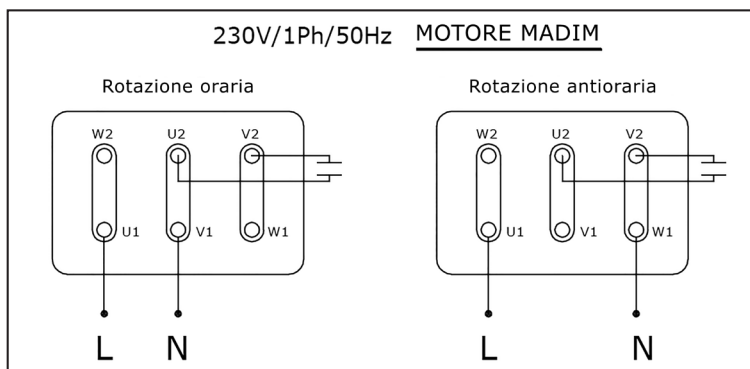 230V/1Ph/50Hz MOTORE MADIM
Rotazione oraria Rotazione antioraria
W2 U2 V2 W2 U2 V2
U1 V1 W1 U1 V1 W1
L N L N